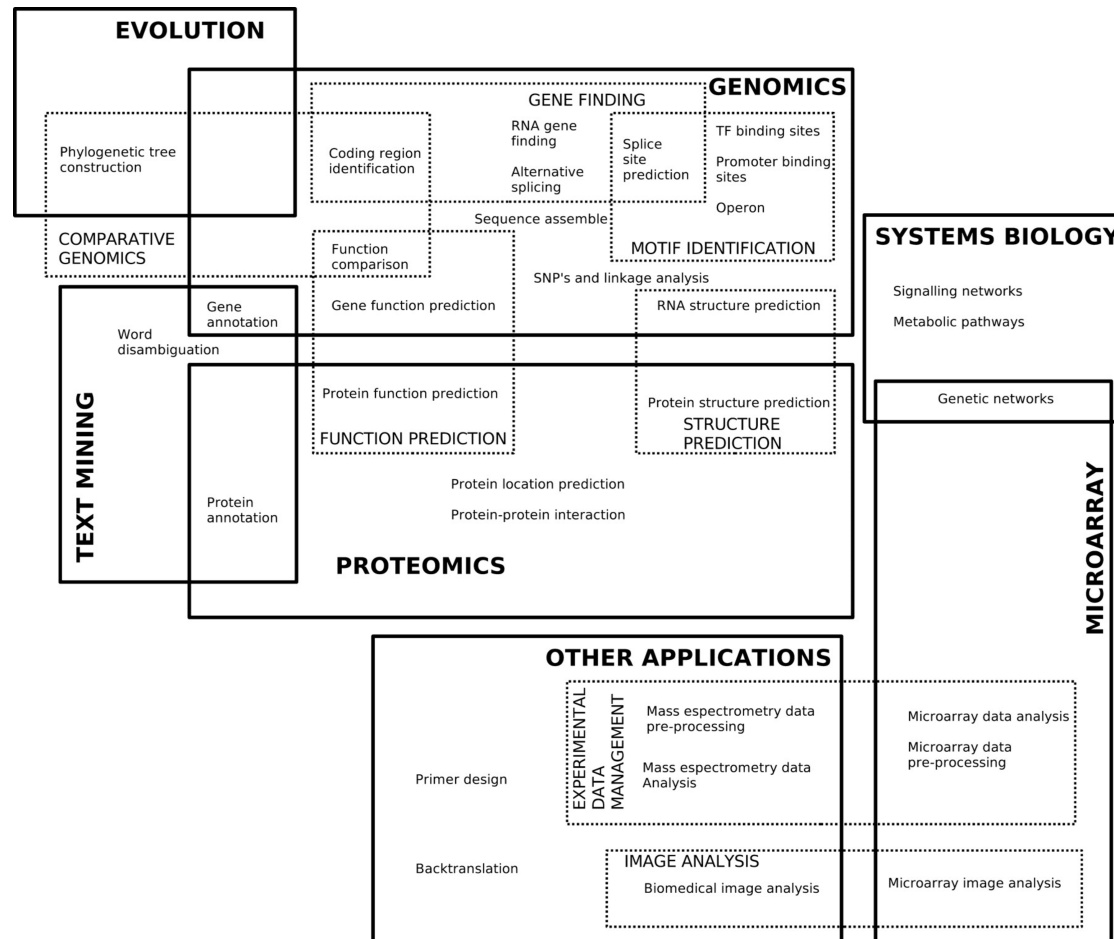 EVOLUTION
GENOMICS
GENE FINDING
RNA gene
finding
Alternative
splicing
Splice
site
prediction
TF binding sites
Promoter binding
sites
Operon
Phylogenetic tree
construction
Coding region
identification
Sequence assemble
MOTIF IDENTIFICATION
COMPARATIVE
GENOMICS
Function
comparison
SNP's and linkage analysis
Gene
annotation
Gene function prediction
RNA structure prediction
Word
disambiguation
TEXT MINING
Protein function prediction
FUNCTION PREDICTION
Protein structure prediction
STRUCTURE
PREDICTION
Protein
annotation
Protein location prediction
Protein-protein interaction
PROTEOMICS
SYSTEMS BIOLOGY
Signalling networks
Metabolic pathways
Genetic networks
MICROARRAY
OTHER APPLICATIONS
EXPERIMENTAL
DATA
MANAGEMENT
Mass espectrometry data
pre-processing
Mass espectrometry data
Analysis
Microarray data analysis
Microarray data
pre-processing
Primer design
Backtranslation
IMAGE ANALYSIS
Biomedical image analysis
Microarray image analysis